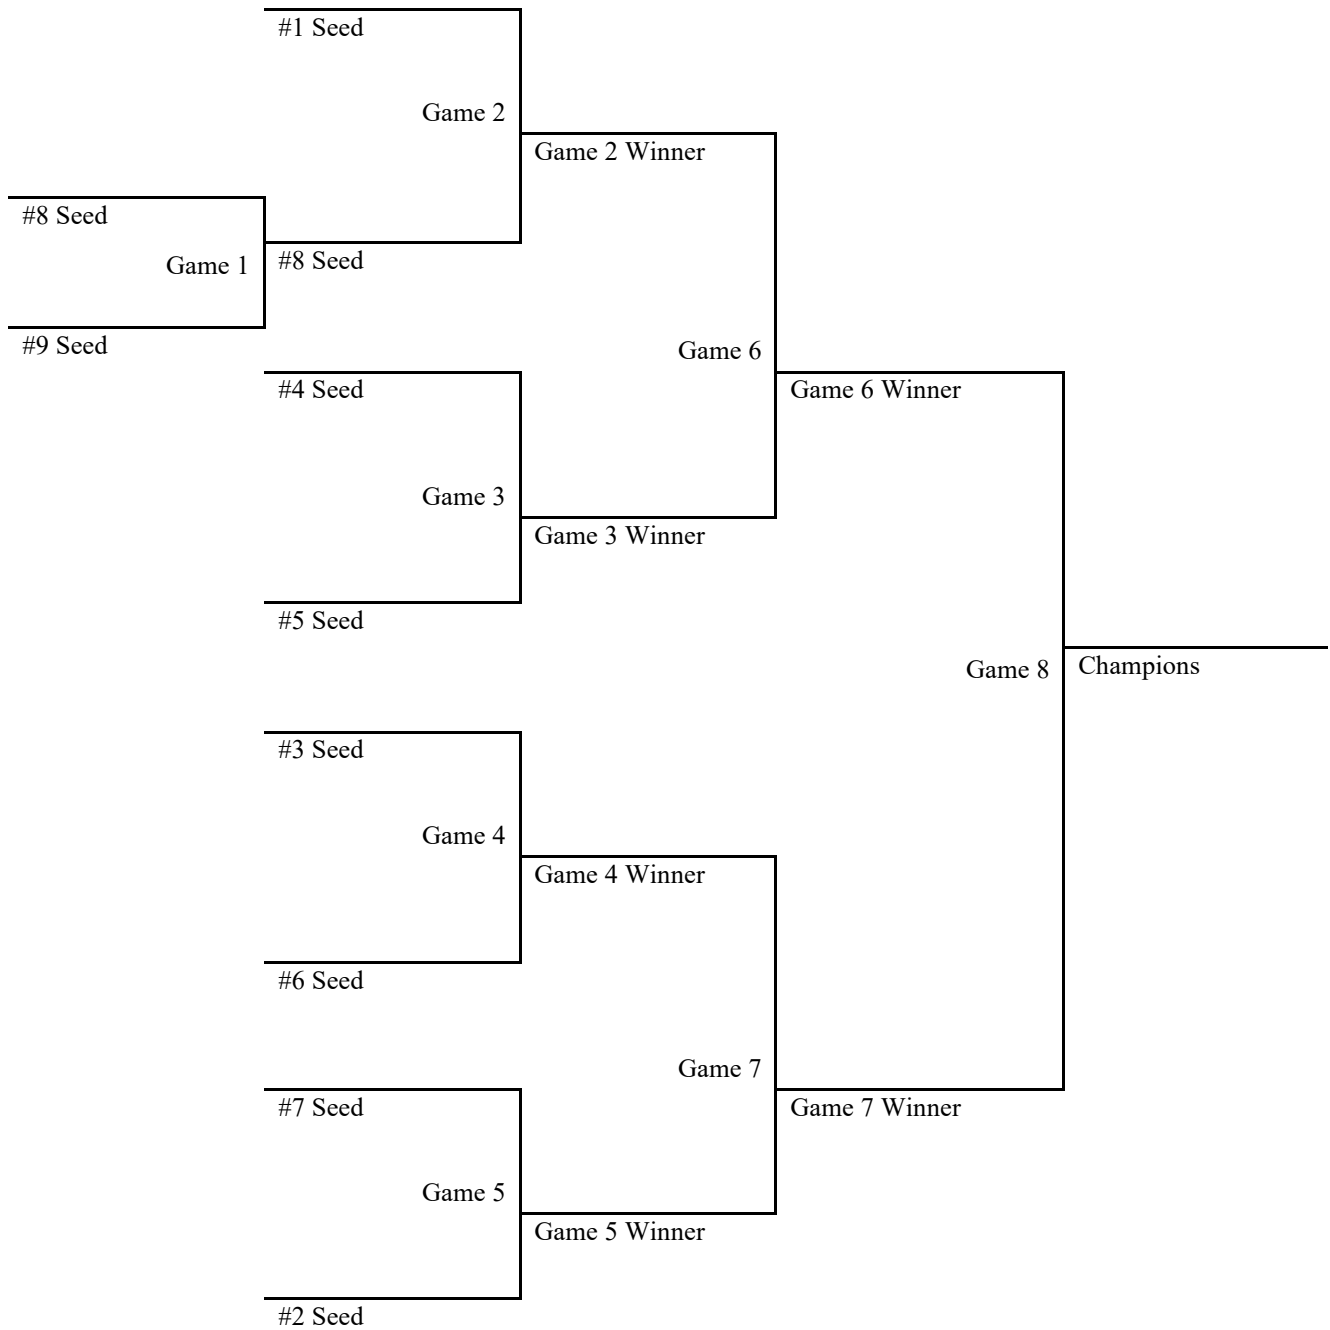 #1 Seed
Game 2
Game 2 Winner
#8 Seed
Game 1
#8 Seed
#9 Seed
Game 6
#4 Seed
Game 6 Winner
Game 3
Game 3 Winner
#5 Seed
Game 8
Champions
#3 Seed
Game 4
Game 4 Winner
#6 Seed
Game 7
#7 Seed
Game 7 Winner
Game 5
Game 5 Winner
#2 Seed